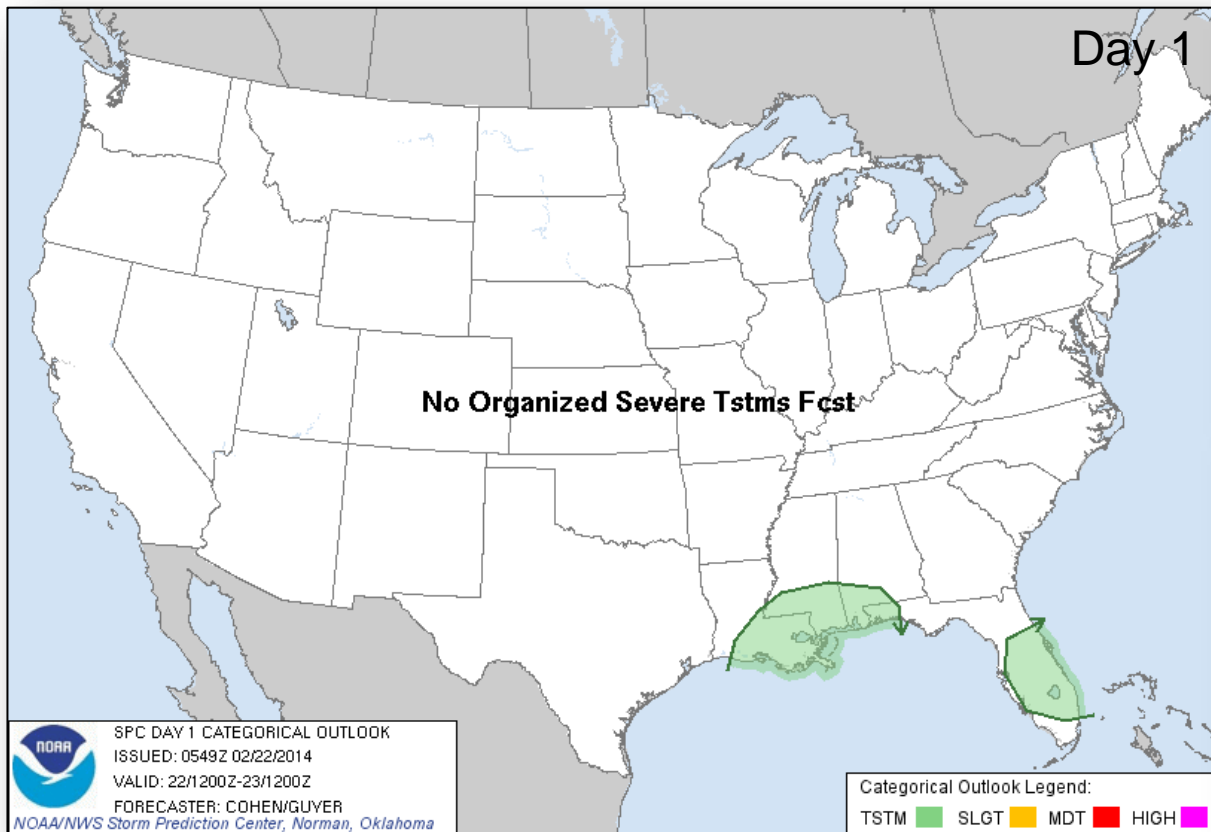 Day 1
No Organized Severe Tstms Fcst
NOAA
SPC DAY 1 CATEGORICAL OUTLOOK
ISSUED: 0549Z 02/22/2014
VALID: 22/1200Z-23/1200Z
FORECASTER: COHEN/GUYER
NOAA/NWS Storm Prediction Center, Norman, Oklahoma
Categorical Outlook Legend:
TSTM SLGT MDT HIGH